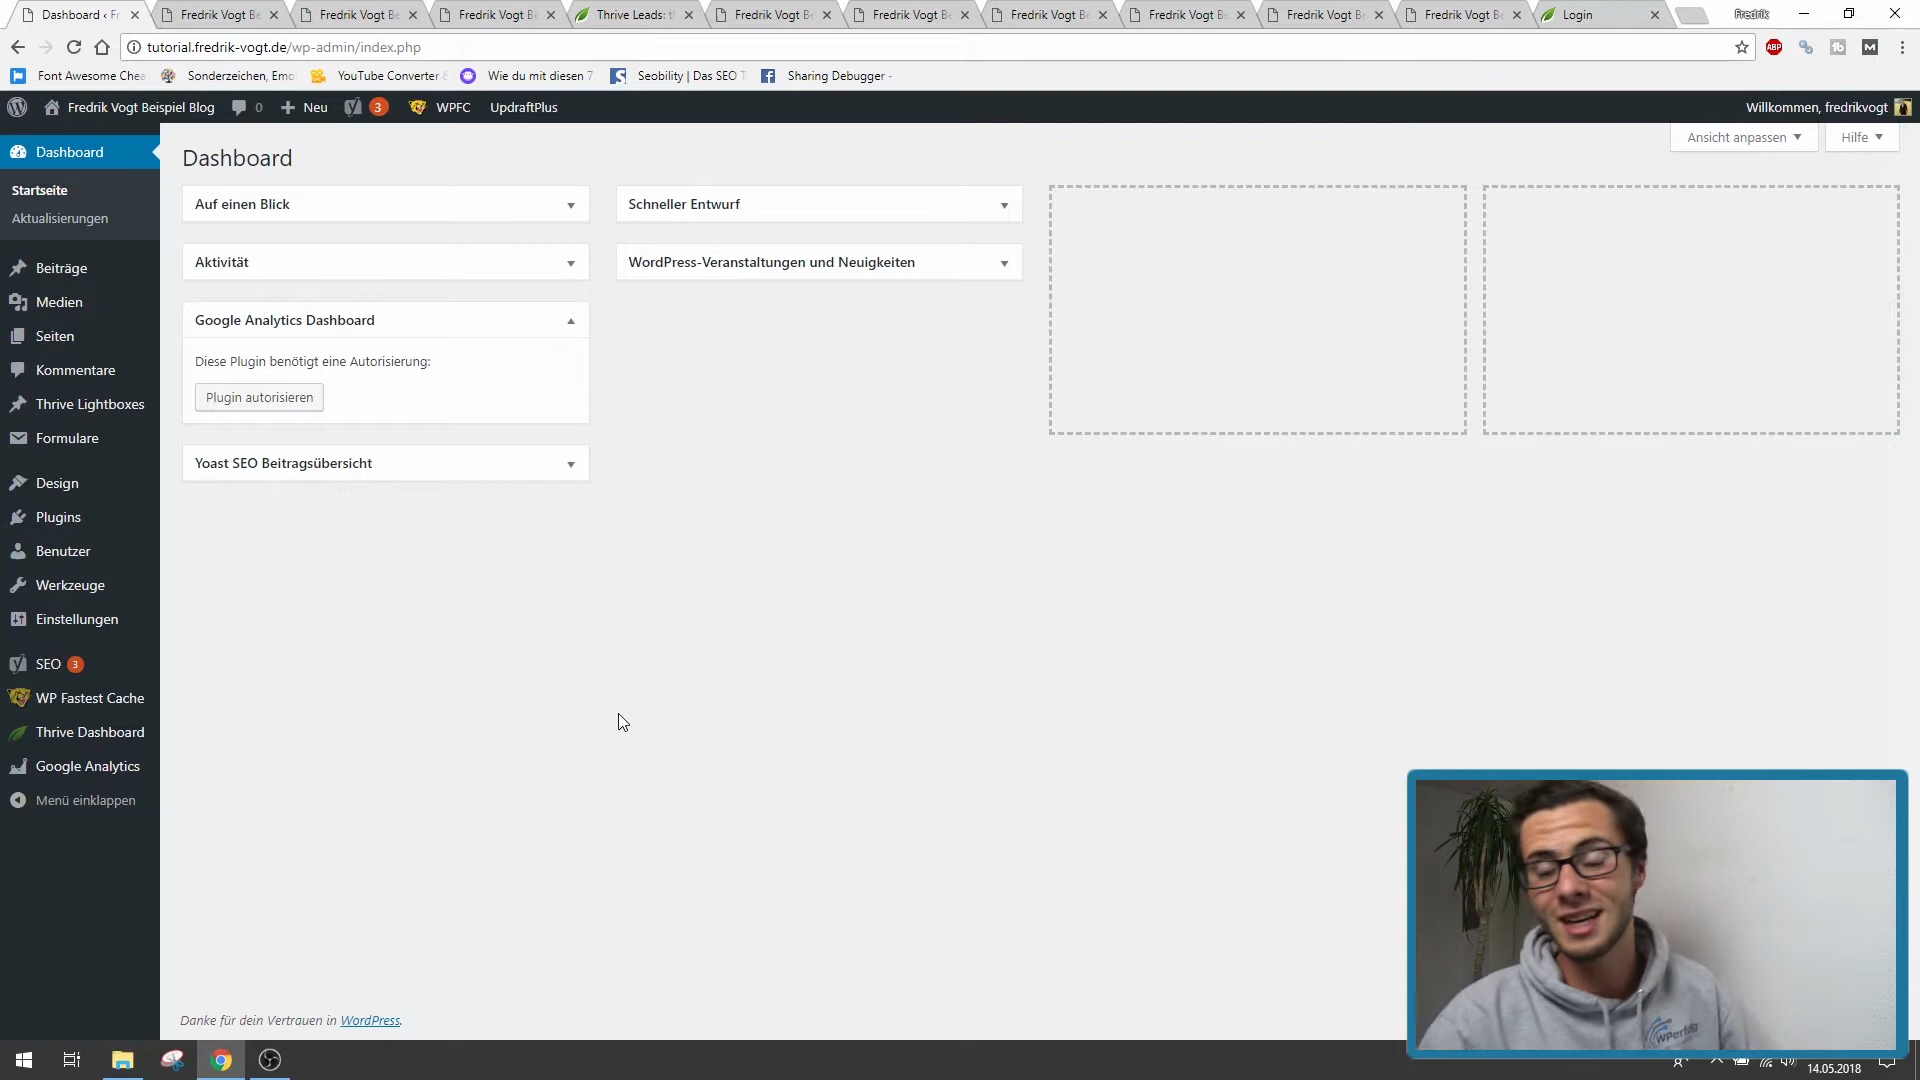 Dashboard ‹ Fr
Fredrik Vogt Be
Fredrik Vogt Be
Fredrik Vogt Be
Thrive Leads: th
Fredrik Vogt Be
Fredrik Vogt Be
Fredrik Vogt Be
Fredrik Vogt Be
Fredrik Vogt Be
Fredrik Vogt Be
Login
Fredrik
tutorial.fredrik-vogt.de/wp-admin/index.php
ABP
Font Awesome Chea
Sonderzeichen, Emo
YouTube Converter
Wie du mit diesen 7
Seobility | Das SEO T
Sharing Debugger -
Fredrik Vogt Beispiel Blog
0
Neu
3
WPFC
UpdraftPlus
Willkommen, fredrikvogt
Dashboard
Startseite
Aktualisierungen
Beiträge
Medien
Seiten
Kommentare
Thrive Lightboxes
Formulare
Design
Plugins
Benutzer
Werkzeuge
Einstellungen
SEO 3
WP Fastest Cache
Thrive Dashboard
Google Analytics
Menü einklappen
Ansicht anpassen
Hilfe
Dashboard
Auf einen Blick
Aktivität
Google Analytics Dashboard
Diese Plugin benötigt eine Autorisierung:
Plugin autorisieren
Yoast SEO Beitragsübersicht
Schneller Entwurf
WordPress-Veranstaltungen und Neuigkeiten
Danke für dein Vertrauen in WordPress.
14.05.2018